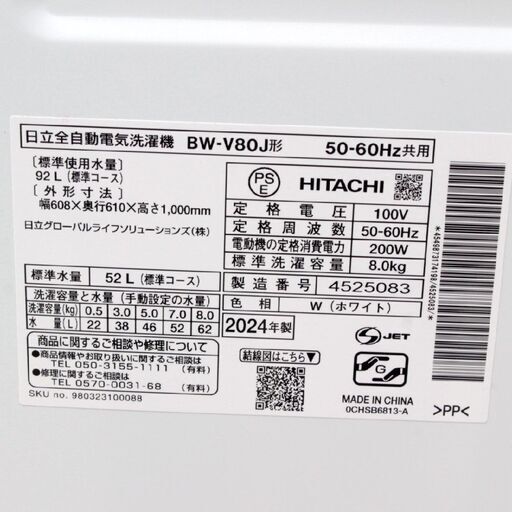 日立全自動電気洗濯機 BW-V80J形 50-60Hz共用
[標準使用水量]
92 L (標準コース)
[外形寸法]
幅608×奥行610×高さ1,000mm
日立グローバルライフソリューションズ(株)
PS
E
HITACHI
定格電圧 100V
定格周波数 50-60Hz
電動機の定格消費電力 200W
標準洗濯容量 8.0kg
製造番号 4525083
色柄 W (ホワイト)
標準水量 52 L (標準コース)
洗濯容量と水量 (手動設定の水量)
洗濯容量(kg) 0.5 3.0 5.0 7.0 8.0
水量(L) 22 38 46 52 62
2024年製
S JET
商品に関するご相談や修理について
●商品情報やお取り扱いに関するご相談
TEL 050-3155-1111 (有料)
●修理に関するご相談
TEL 0570-0031-68 (有料)
SKU no. 980323100088
結線図はこちら▼
G
MADE IN CHINA
0CHSB6813-A
>PP<